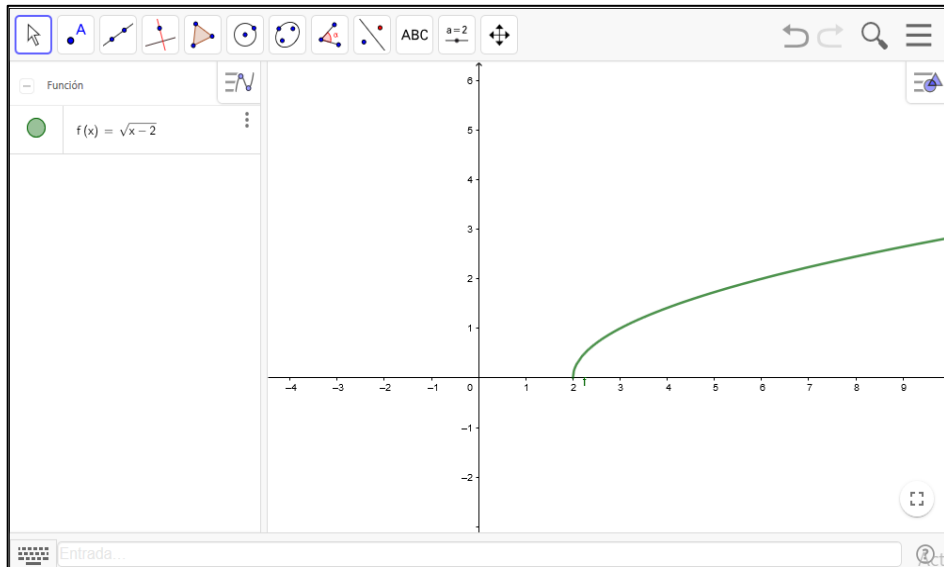 A
α
ABC
a=2
Función
f(x) = √x − 2
6
5
4
3
2
1
−4 −3 −2 −1 0 1 2 3 4 5 6 7 8 9
f
−1
−2
Entrada...
Act